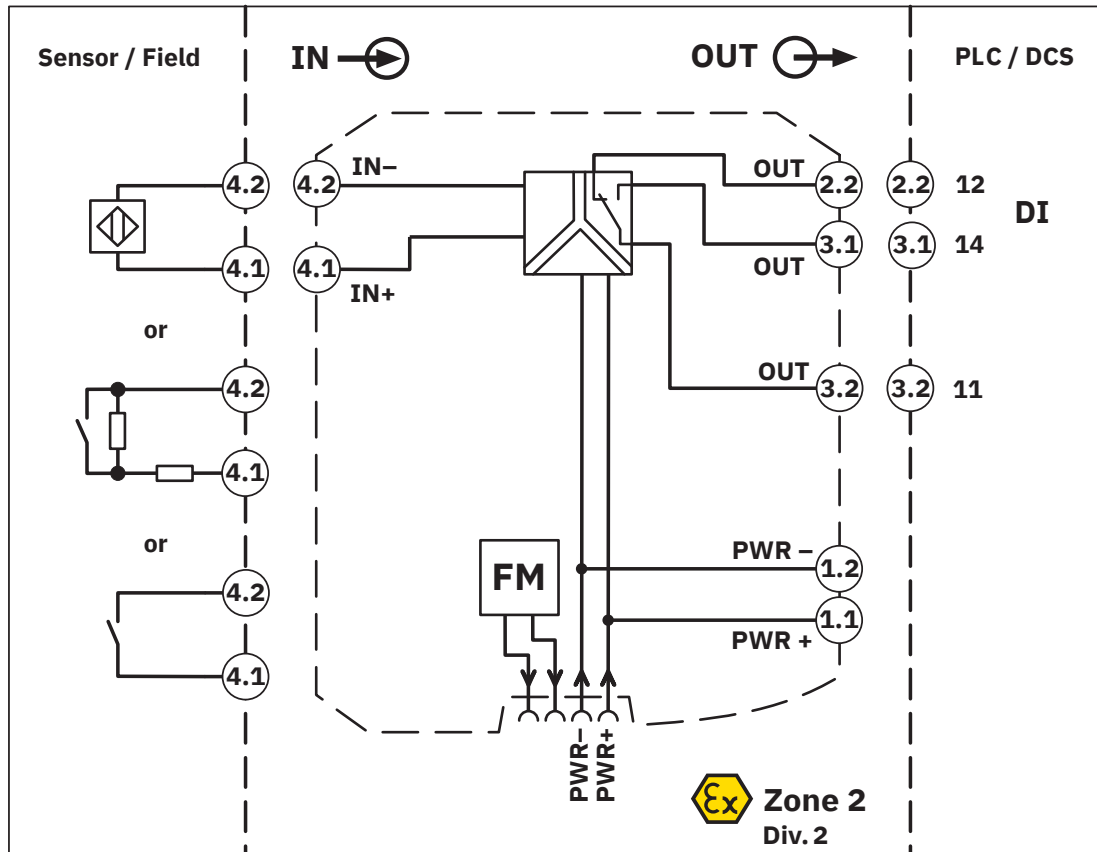 Sensor / Field
IN
OUT
PLC / DCS
4.2
4.2
IN−
OUT
2.2
2.2
12
DI
4.1
4.1
IN+
OUT
3.1
3.1
14
or
4.2
OUT
3.2
3.2
11
4.1
or
FM
PWR −
1.2
4.2
1.1
PWR +
4.1
PWR−
PWR+
Ex
Zone 2
Div. 2